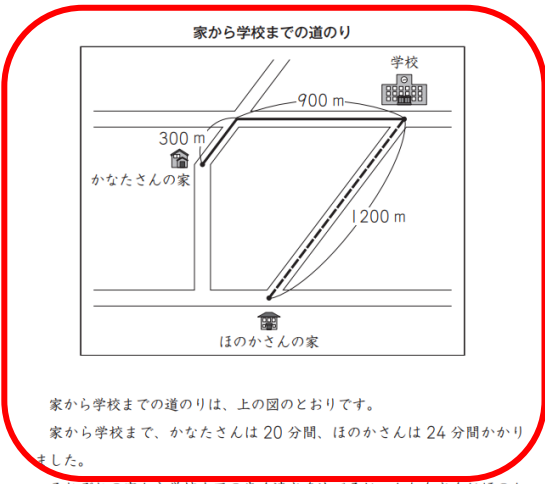 家から学校までの道のり
学校
900 m
300 m
かなたさんの家
1200 m
ほのかさんの家
家から学校までの道のりは、上の図のとおりです。
家から学校まで、かなたさんは 20 分間、ほのかさんは 24 分間かかり
ました。